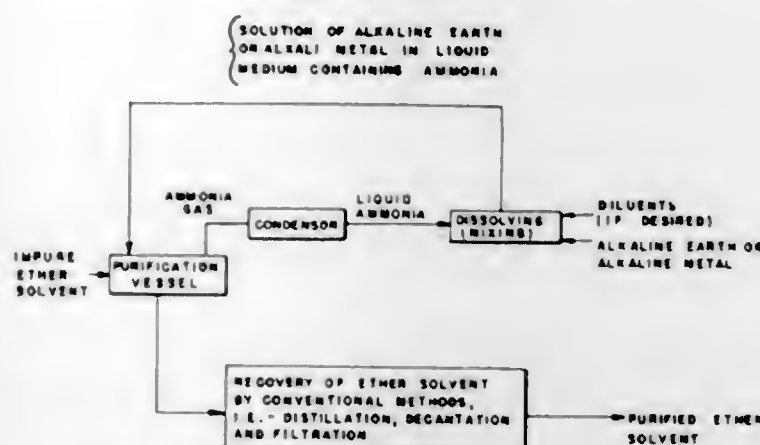 SOLUTION OF ALKALINE EARTH
OR ALKALI METAL IN LIQUID
MEDIUM CONTAINING AMMONIA
AMMONIA
GAS
CONDENSOR
LIQUID
AMMONIA
DISSOLVING
(MIXING)
DILUENTS
(IF DESIRED)
ALKALINE EARTH OR
ALKALINE METAL
IMPURE
ETHER
SOLVENT
PURIFICATION
VESSEL
RECOVERY OF ETHER SOLVENT
BY CONVENTIONAL METHODS,
I.E.- DISTILLATION, DECANTATION
AND FILTRATION
PURIFIED ETHER
SOLVENT